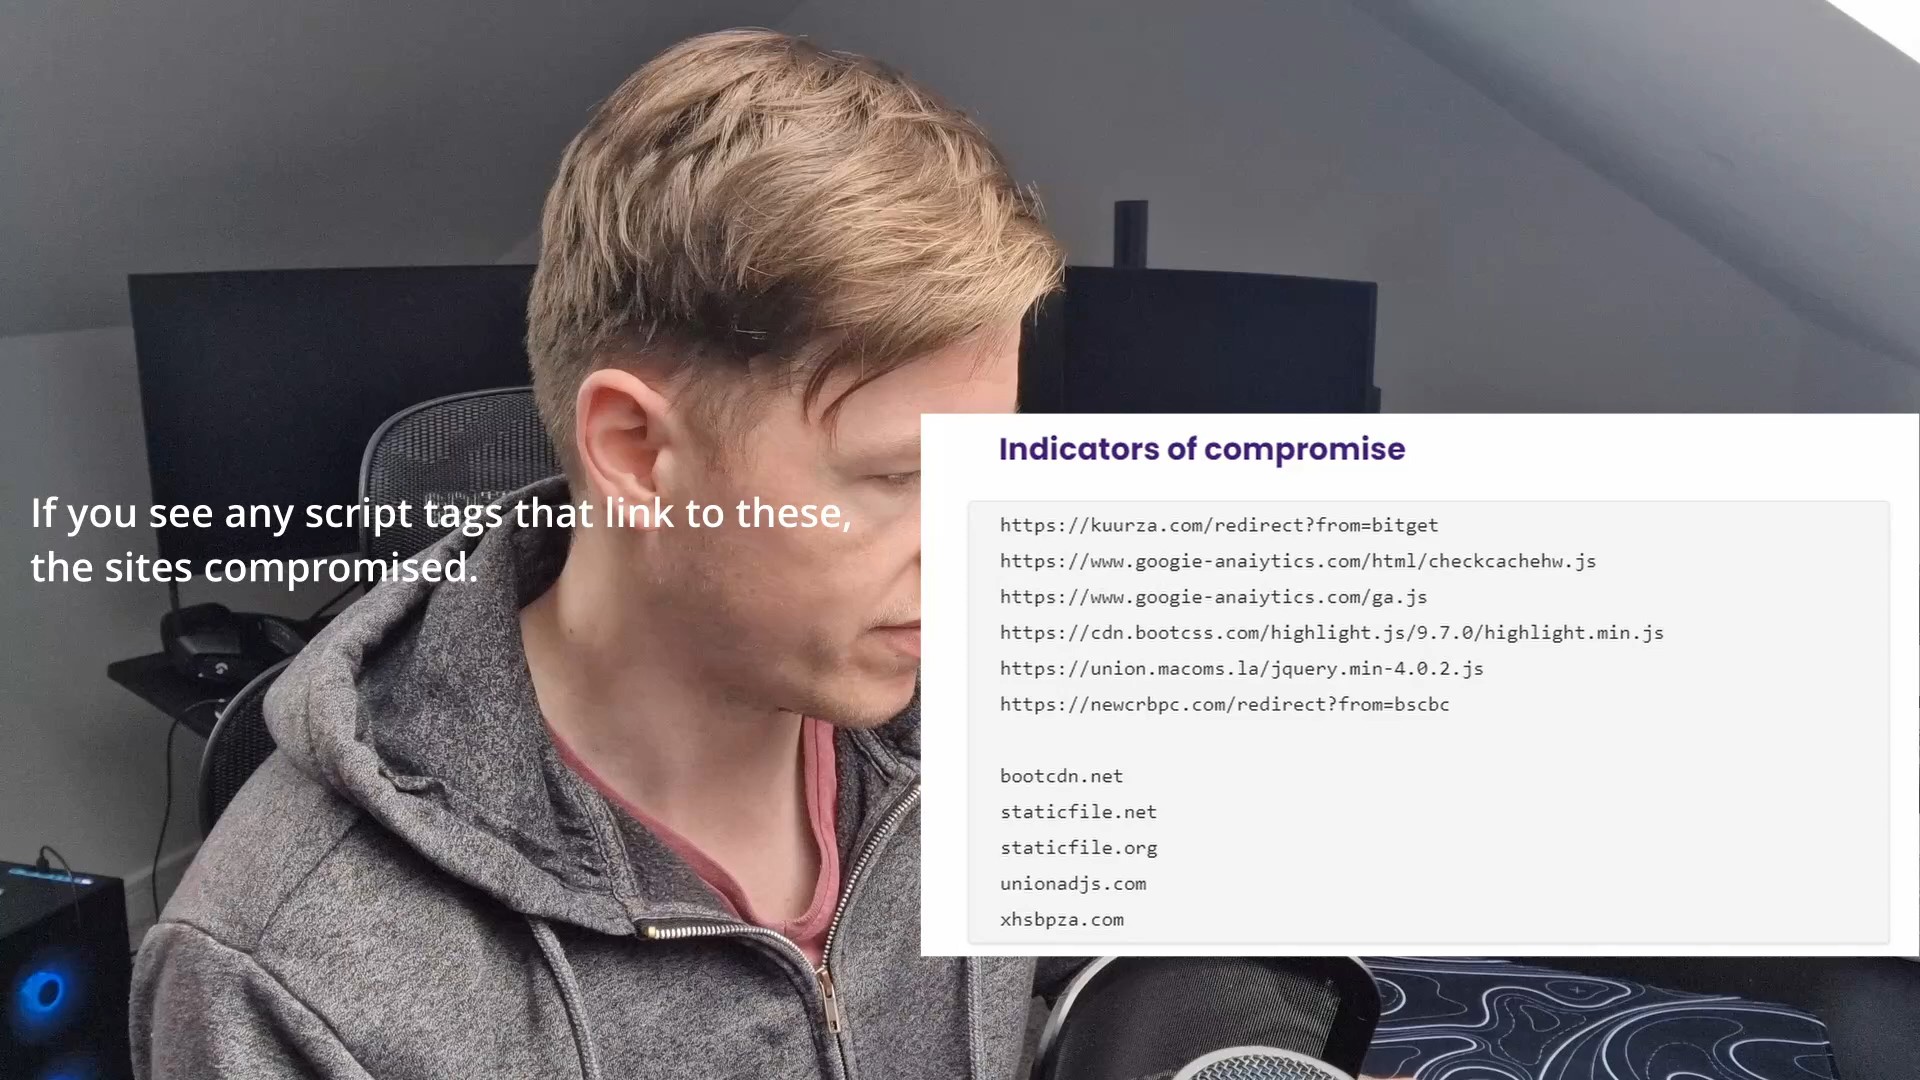 If you see any script tags that link to these,
the sites compromised.
Indicators of compromise
https://kuurza.com/redirect?from=bitget
https://www.googie-anaiytics.com/html/checkcachehw.js
https://www.googie-anaiytics.com/ga.js
https://cdn.bootcss.com/highlight.js/9.7.0/highlight.min.js
https://union.macoms.la/jquery.min-4.0.2.js
https://newcrbpc.com/redirect?from=bscbc
bootcdn.net
staticfile.net
staticfile.org
unionadjs.com
xhsbpza.com